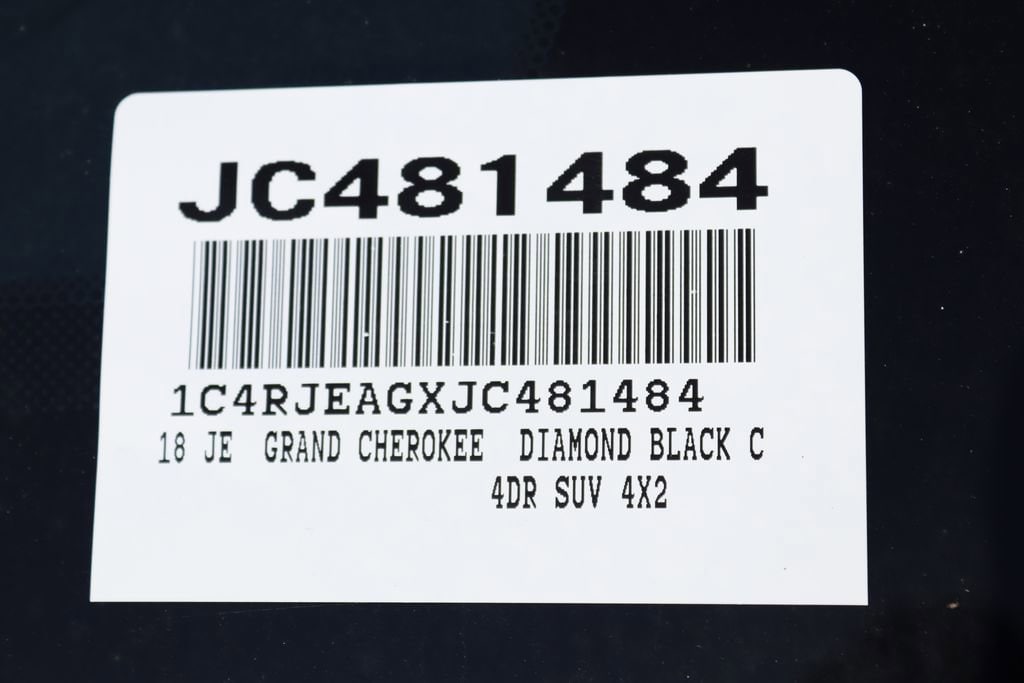 JC481484
1C4RJEAGXJC481484
18 JE GRAND CHEROKEE DIAMOND BLACK C
4DR SUV 4X2